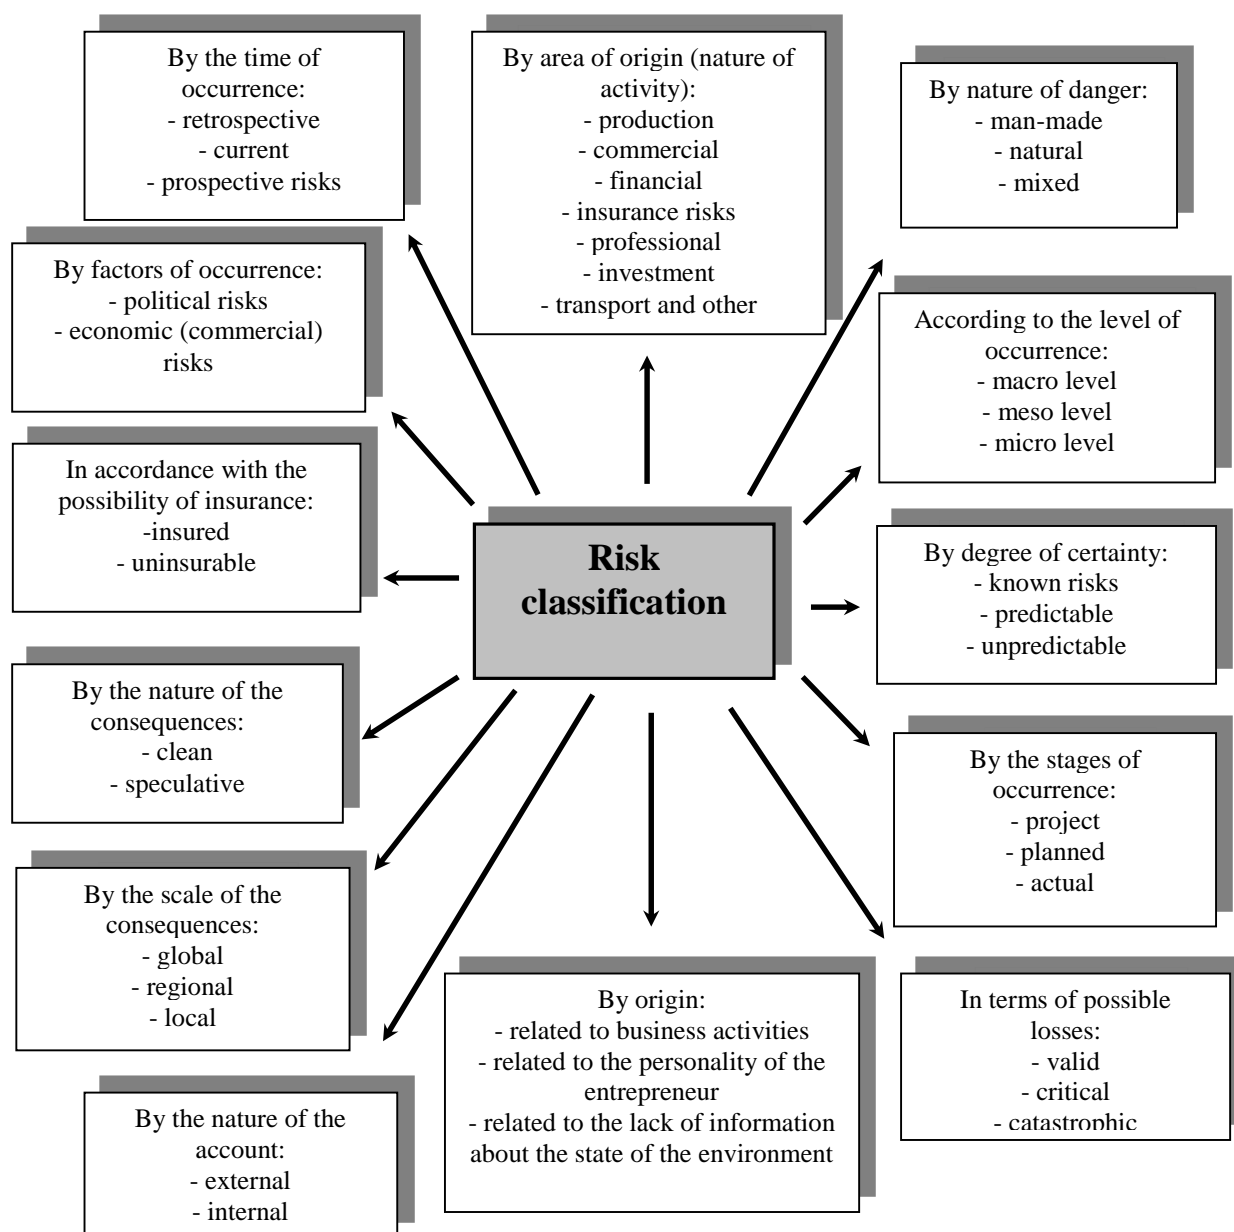 By the time of
occurrence:
- retrospective
- current
- prospective risks
By area of origin (nature of
activity):
- production
- commercial
- financial
- insurance risks
- professional
- investment
- transport and other
By nature of danger:
- man-made
- natural
- mixed
By factors of occurrence:
- political risks
- economic (commercial)
risks
According to the level of
occurrence:
- macro level
- meso level
- micro level
In accordance with the
possibility of insurance:
-insured
- uninsurable
Risk
classification
By degree of certainty:
- known risks
- predictable
- unpredictable
By the nature of the
consequences:
- clean
- speculative
By the stages of
occurrence:
- project
- planned
- actual
By the scale of the
consequences:
- global
- regional
- local
By origin:
- related to business activities
- related to the personality of the
entrepreneur
- related to the lack of information
about the state of the environment
In terms of possible
losses:
- valid
- critical
- catastrophic
By the nature of the
account:
- external
- internal